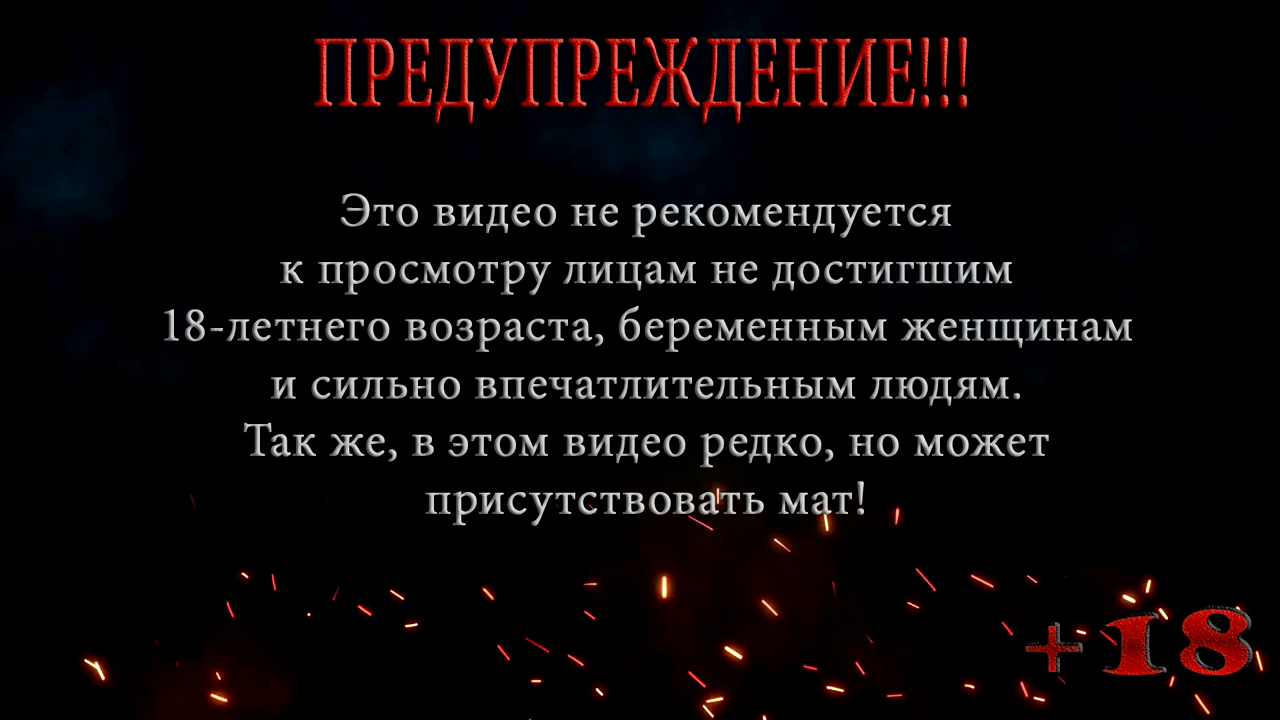 ПРЕДУПРЕЖДЕНИЕ!!!
Это видео не рекомендуется
к просмотру лицам не достигшим
18-летнего возраста, беременным женщинам
и сильно впечатлительным людям.
Так же, в этом видео редко, но может
присутствовать мат!
+18